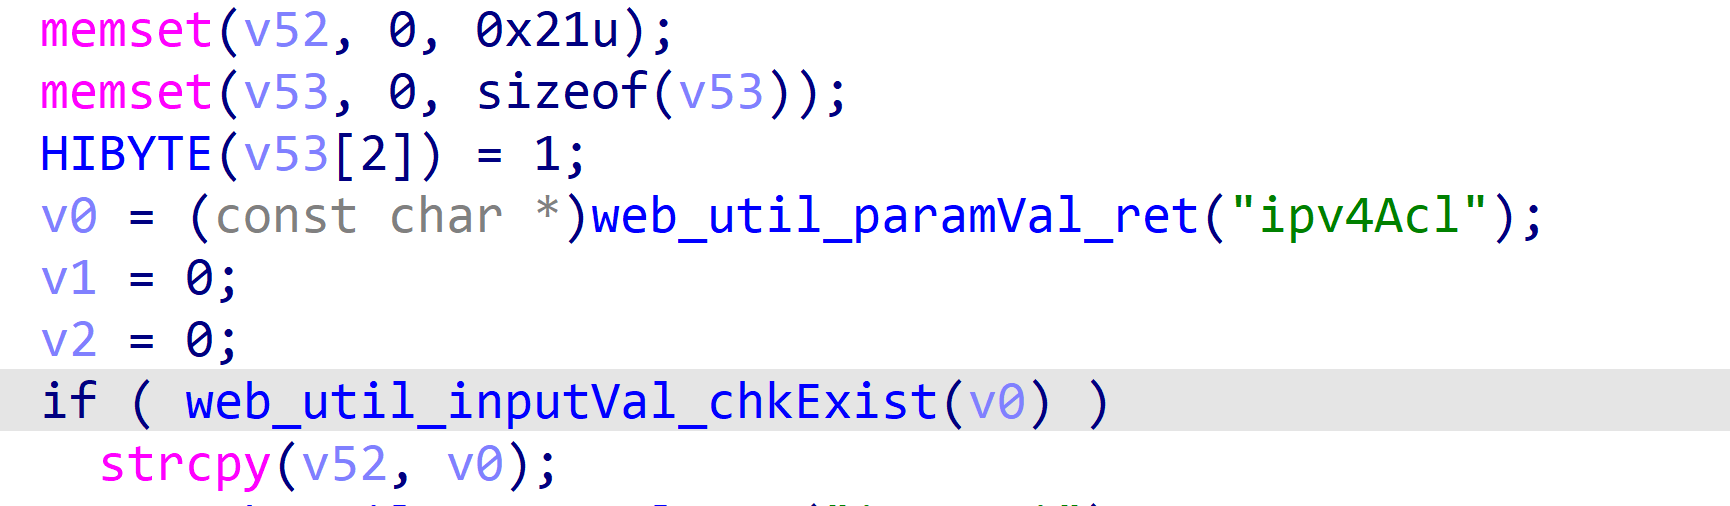 memset(v52, 0, 0x21u);
memset(v53, 0, sizeof(v53));
HIBYTE(v53[2]) = 1;
v0 = (const char *)web_util_paramVal_ret("ipv4Acl");
v1 = 0;
v2 = 0;
if ( web_util_inputVal_chkExist(v0) )
strcpy(v52, v0);